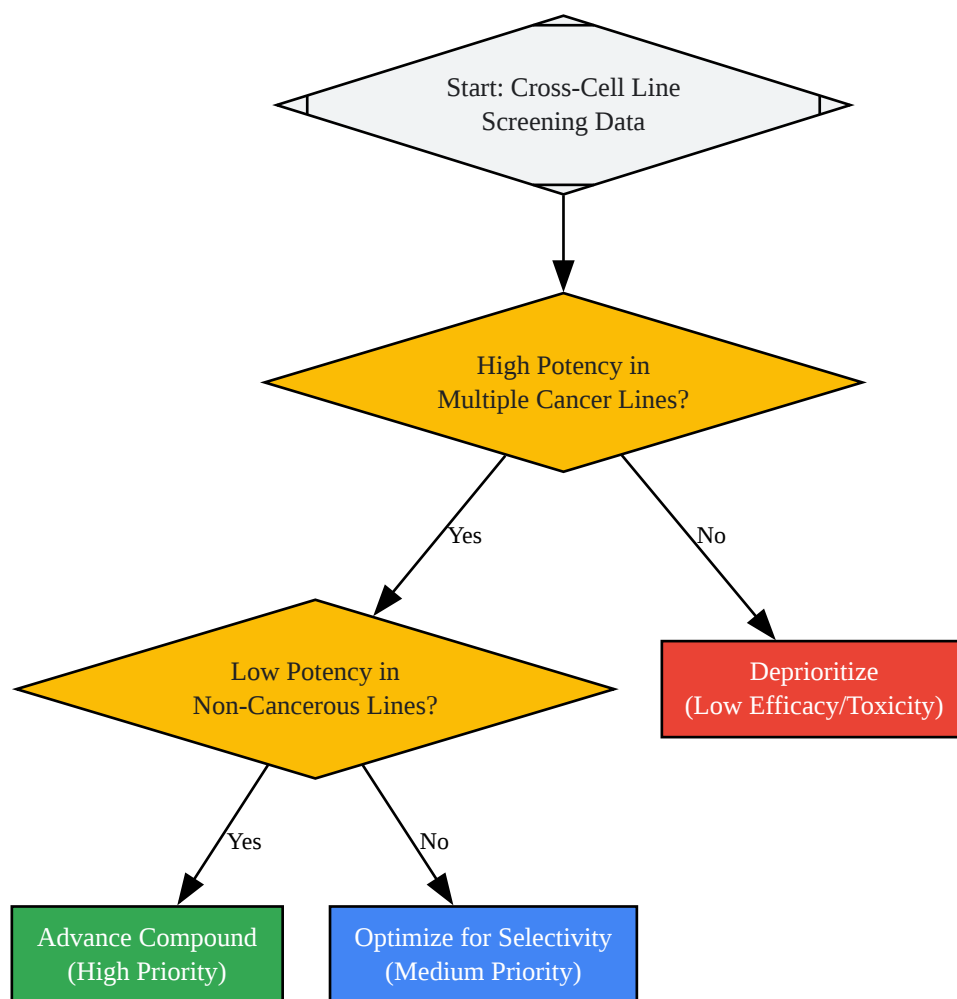 Start: Cross-Cell Line
Screening Data
High Potency in
Multiple Cancer Lines?
Yes
No
Low Potency in
Non-Cancerous Lines?
Deprioritize
(Low Efficacy/Toxicity)
Yes
No
Advance Compound
(High Priority)
Optimize for Selectivity
(Medium Priority)